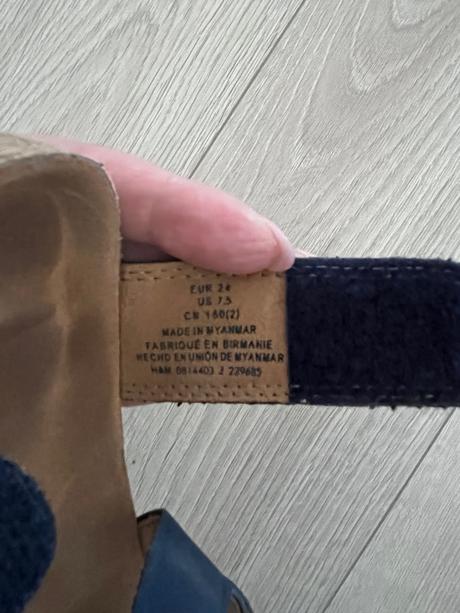 EUR 24
US 7.5
CN 160(2)
MADE IN MYANMAR
FABRIQUÉ EN BIRMANIE
HECHO EN UNIÓN DE MYANMAR
H&M 0814403 2 229685